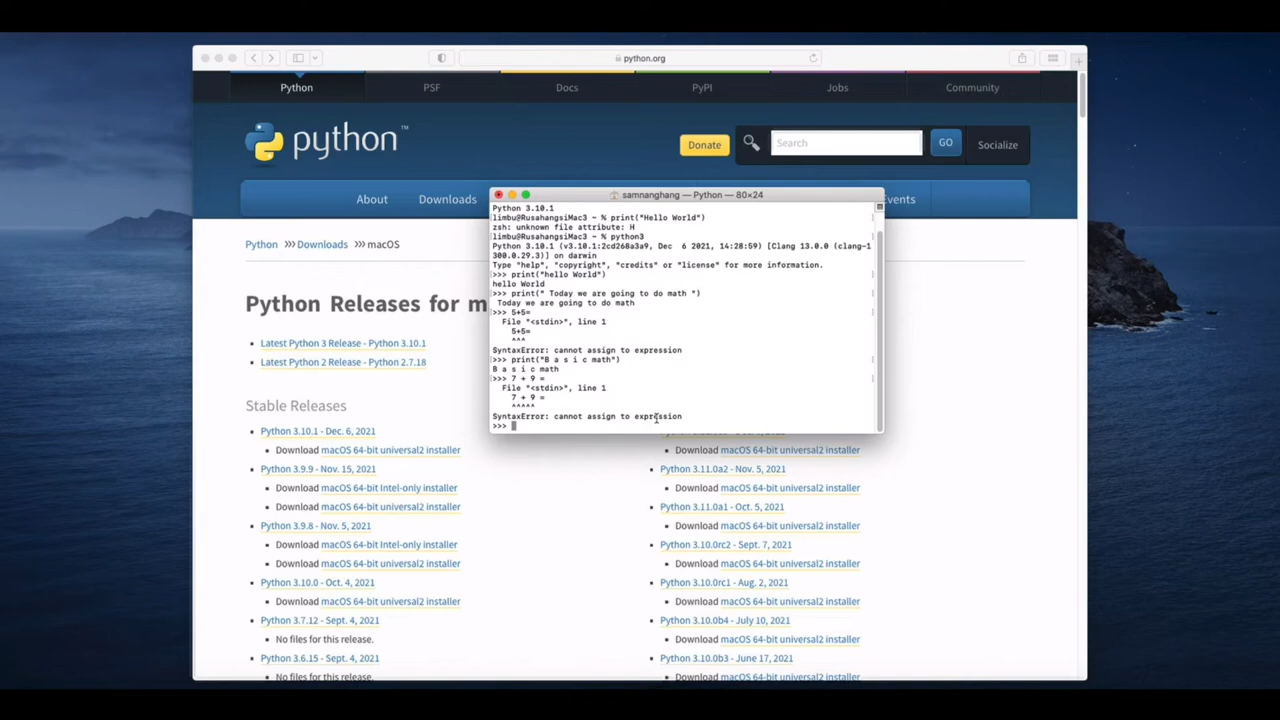 python.org
Python
PSF
Docs
PyPI
Jobs
Community
python™
Donate
Search
GO
Socialize
About
Downloads
Events
Python >>> Downloads >>> macOS
Python Releases for m
Latest Python 3 Release - Python 3.10.1
Latest Python 2 Release - Python 2.7.18
samnanghang — Python — 80×24
Python 3.10.1
limbu@RusahangsiMac3 ~ % print("Hello World")
zsh: unknown file attribute: H
limbu@RusahangsiMac3 ~ % python3
Python 3.10.1 (v3.10.1:2cd268a3a9, Dec  6 2021, 14:28:59) [Clang 13.0.0 (clang-1
300.0.29.3)] on darwin
Type "help", "copyright", "credits" or "license" for more information.
>>> print("hello World")
hello World
>>> print(" Today we are going to do math ")
 Today we are going to do math
>>> 5+5=
  File "<stdin>", line 1
    5+5=
    ^^^
SyntaxError: cannot assign to expression
>>> print("B a s i c math")
B a s i c math
>>> 7 + 9 =
  File "<stdin>", line 1
    7 + 9 =
    ^^^^^
SyntaxError: cannot assign to expression
>>>
Stable Releases
Python 3.10.1 - Dec. 6, 2021
Download macOS 64-bit universal2 installer
Python 3.9.9 - Nov. 15, 2021
Download macOS 64-bit Intel-only installer
Download macOS 64-bit universal2 installer
Python 3.9.8 - Nov. 5, 2021
Download macOS 64-bit Intel-only installer
Download macOS 64-bit universal2 installer
Python 3.10.0 - Oct. 4, 2021
Download macOS 64-bit universal2 installer
Python 3.7.12 - Sept. 4, 2021
No files for this release.
Python 3.6.15 - Sept. 4, 2021
No files for this release.
Download macOS 64-bit universal2 installer
Python 3.11.0a2 - Nov. 5, 2021
Download macOS 64-bit universal2 installer
Python 3.11.0a1 - Oct. 5, 2021
Download macOS 64-bit universal2 installer
Python 3.10.0rc2 - Sept. 7, 2021
Download macOS 64-bit universal2 installer
Python 3.10.0rc1 - Aug. 2, 2021
Download macOS 64-bit universal2 installer
Python 3.10.0b4 - July 10, 2021
Download macOS 64-bit universal2 installer
Python 3.10.0b3 - June 17, 2021
Download macOS 64-bit universal2 installer